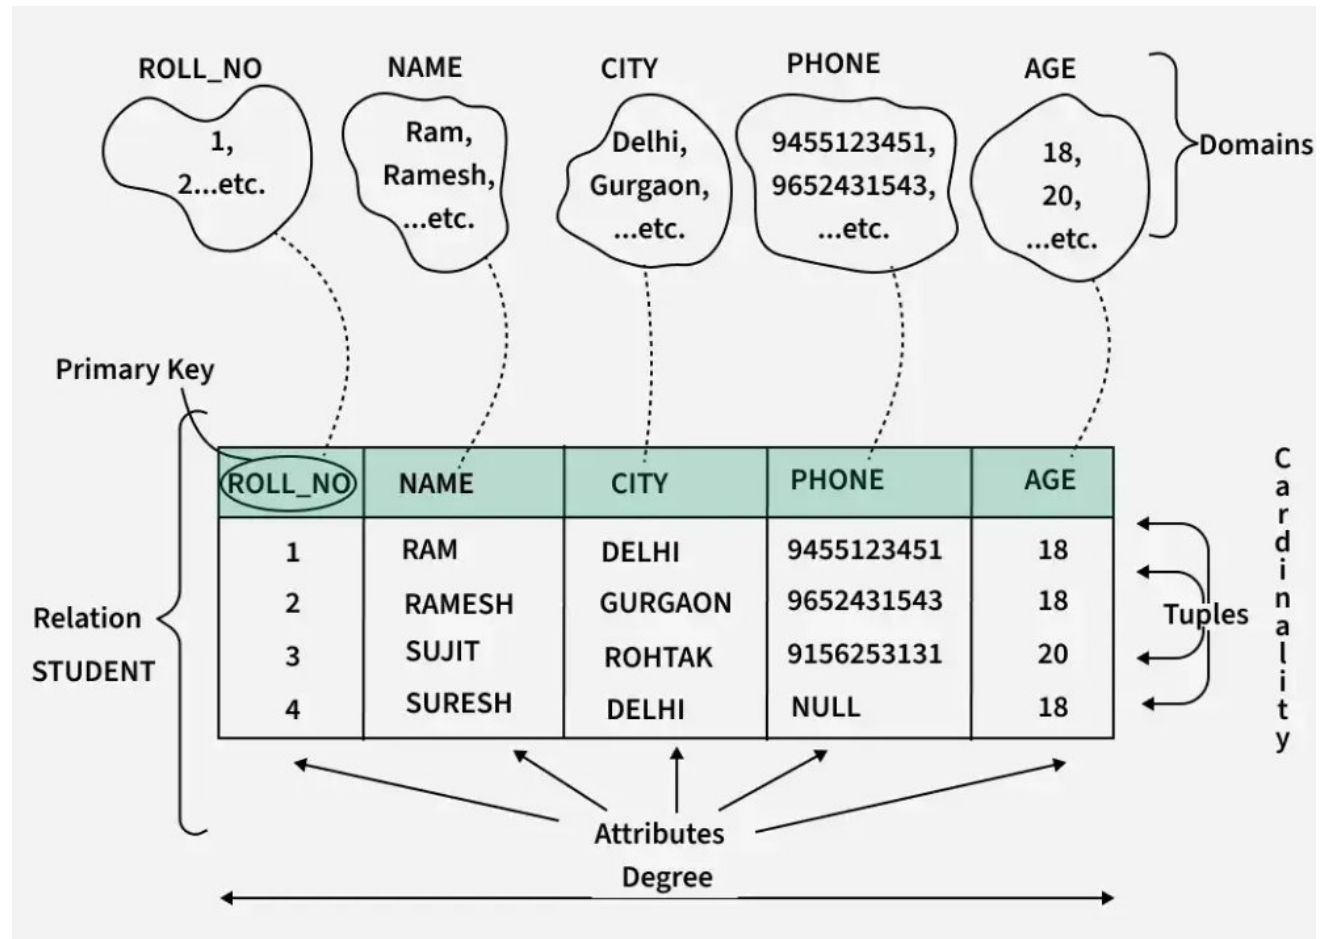 ROLL_NO NAME CITY PHONE AGE
1,
2...etc.
Ram,
Ramesh,
...etc.
Delhi,
Gurgaon,
...etc.
9455123451,
9652431543,
...etc.
18,
20,
...etc.
Domains
Primary Key
ROLL_NO NAME CITY PHONE AGE
1 RAM DELHI 9455123451 18
2 RAMESH GURGAON 9652431543 18
3 SUJIT ROHTAK 9156253131 20
4 SURESH DELHI NULL 18
Relation
STUDENT
Tuples
Cardinality
Attributes
Degree